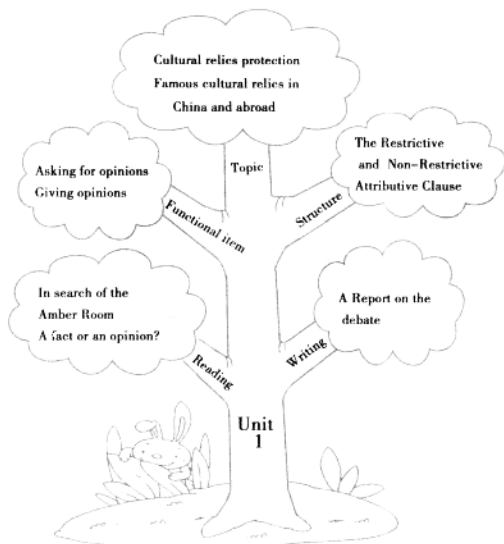 Cultural relics protection
Famous cultural relics in
China and abroad
Topic
Asking for opinions
Giving opinions
Functional item
The Restrictive
and Non-Restrictive
Attributive Clause
Structure
In search of the
Amber Room
A fact or an opinion?
Reading
A Report on the
debate
Writing
Unit
1